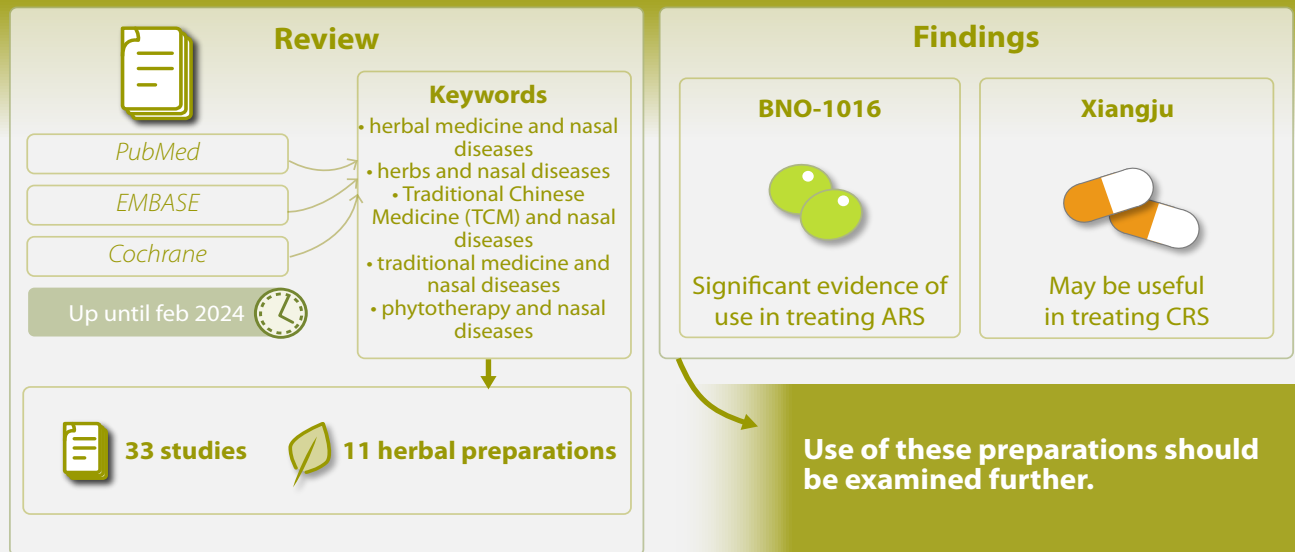 Review
PubMed
EMBASE
Cochrane
Up until feb 2024
Keywords
• herbal medicine and nasal
diseases
• herbs and nasal diseases
• Traditional Chinese
Medicine (TCM) and nasal
diseases
• traditional medicine and
nasal diseases
• phytotherapy and nasal
diseases
33 studies
11 herbal preparations
Findings
BNO-1016
Significant evidence of
use in treating ARS
Xiangju
May be useful
in treating CRS
Use of these preparations should
be examined further.